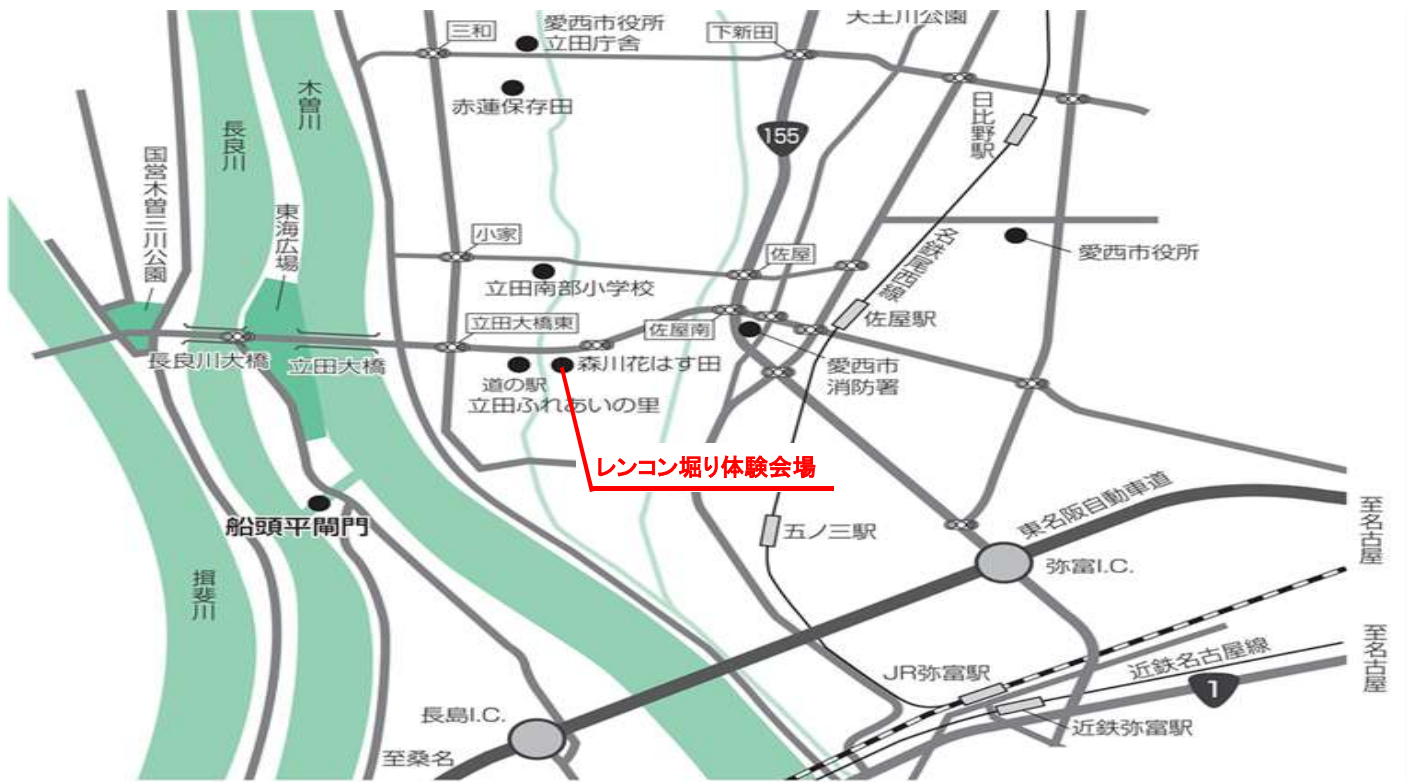 三和
愛西市役所
立田庁舎
下新田
天王川公園
赤蓮保存田
木曽川
長良川
155
日比野駅
国営木曽三川公園
東海広場
小家
佐屋
名鉄尾西線
愛西市役所
立田南部小学校
立田大橋東
佐屋南
佐屋駅
長良川大橋
立田大橋
道の駅
立田ふれあいの里
森川花はす田
愛西市
消防署
レンコン堀り体験会場
船頭平閘門
五ノ三駅
東名阪自動車道
至名古屋
弥富I.C.
揖斐川
JR弥富駅
近鉄名古屋線
至名古屋
1
長島I.C.
近鉄弥富駅
至桑名